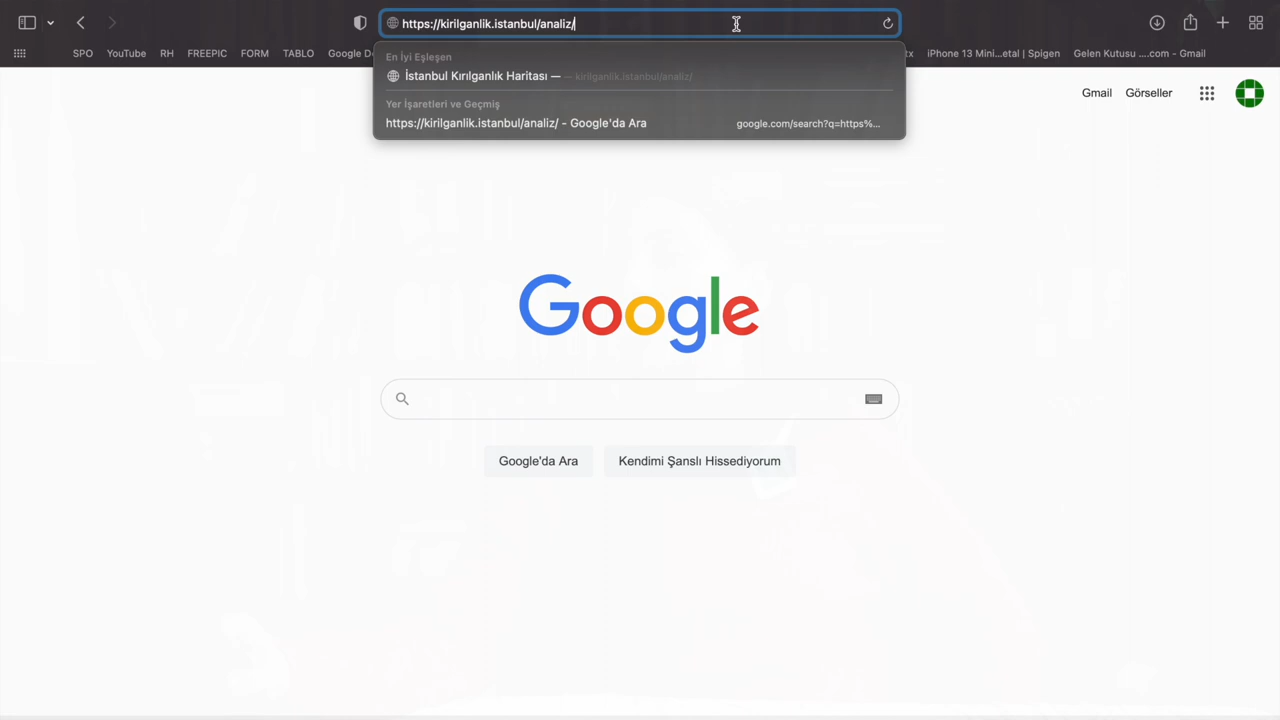 https://kirilganlik.istanbul/analiz/
SPO YouTube RH FREEPIC FORM TABLO Google iPhone 13 Mini...etal | Spigen Gelen Kutusu ....com - Gmail
En İyi Eşleşen
İstanbul Kırılganlık Haritası — — kirilganlik.istanbul/analiz/
Yer İşaretleri ve Geçmiş
https://kirilganlik.istanbul/analiz/ - Google'da Ara google.com/search?q=https%...
Gmail Görseller
Google
Google'da Ara Kendimi Şanslı Hissediyorum